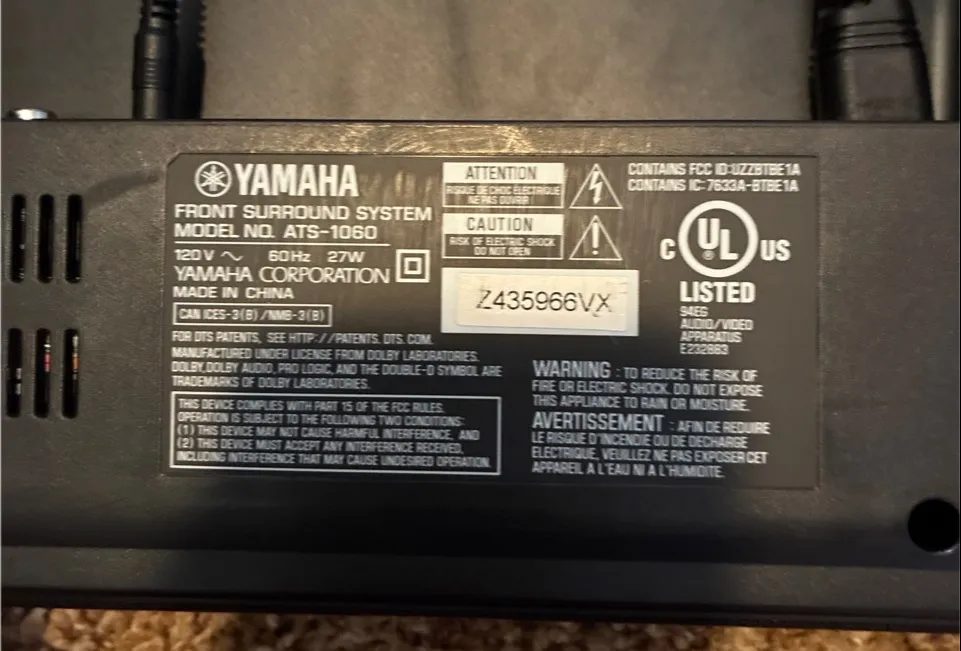 YAMAHA
FRONT SURROUND SYSTEM
MODEL NO. ATS-1060
120V ~ 60Hz 27W
YAMAHA CORPORATION
MADE IN CHINA
CAN ICES-3(B)/NMB-3(B)
FOR DTS PATENTS, SEE HTTP://PATENTS.DTS.COM.
MANUFACTURED UNDER LICENSE FROM DOLBY LABORATORIES.
DOLBY, DOLBY AUDIO, PRO LOGIC, AND THE DOUBLE-D SYMBOL ARE
TRADEMARKS OF DOLBY LABORATORIES.
THIS DEVICE COMPLIES WITH PART 15 OF THE FCC RULES.
OPERATION IS SUBJECT TO THE FOLLOWING TWO CONDITIONS:
(1) THIS DEVICE MAY NOT CAUSE HARMFUL INTERFERENCE, AND
(2) THIS DEVICE MUST ACCEPT ANY INTERFERENCE RECEIVED,
INCLUDING INTERFERENCE THAT MAY CAUSE UNDESIRED OPERATION.
ATTENTION
RISQUE DE CHOC ELECTRIQUE
NE PAS OUVRIR
CAUTION
RISK OF ELECTRIC SHOCK
DO NOT OPEN
Z435966VX
CONTAINS FCC ID:UZZBTBE1A
CONTAINS IC: 7633A-BTBE1A
C UL US
®
LISTED
94EG
AUDIO/VIDEO
APPARATUS
E232883
WARNING : TO REDUCE THE RISK OF
FIRE OR ELECTRIC SHOCK, DO NOT EXPOSE
THIS APPLIANCE TO RAIN OR MOISTURE.
AVERTISSEMENT : AFIN DE REDUIRE
LE RISQUE D'INCENDIE OU DE DECHARGE
ELECTRIQUE, VEUILLEZ NE PAS EXPOSER CET
APPAREIL A L'EAU NI A L'HUMIDITE.